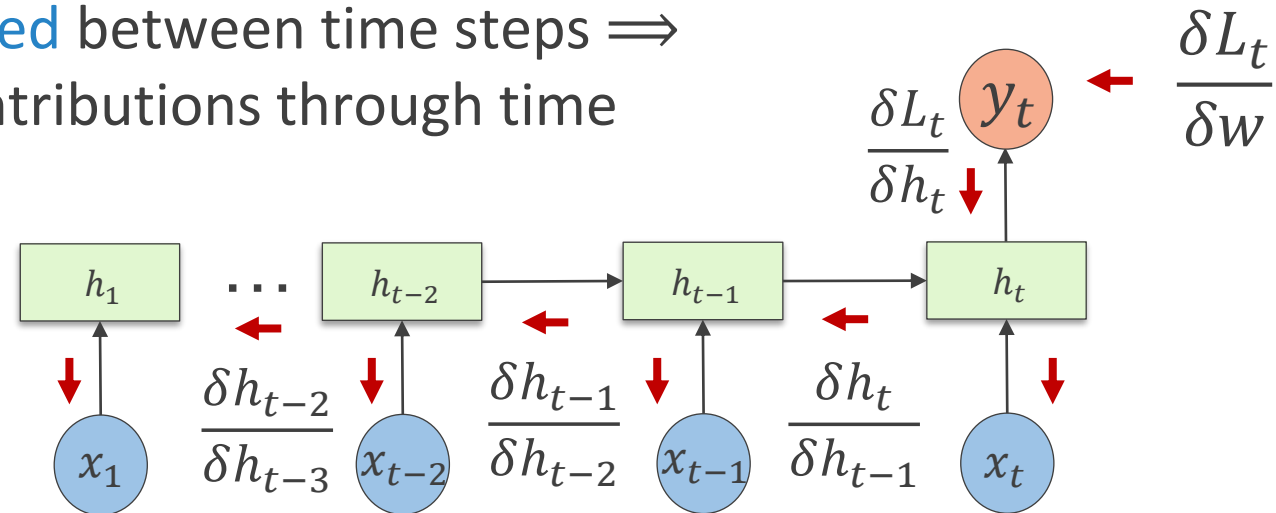 ed between time steps ⟹
ntributions through time
δL_t / δw
y_t
δL_t / δh_t
h_1 ... h_{t−2} h_{t−1} h_t
δh_{t−2} / δh_{t−3} δh_{t−1} / δh_{t−2} δh_t / δh_{t−1}
x_1 x_{t−2} x_{t−1} x_t